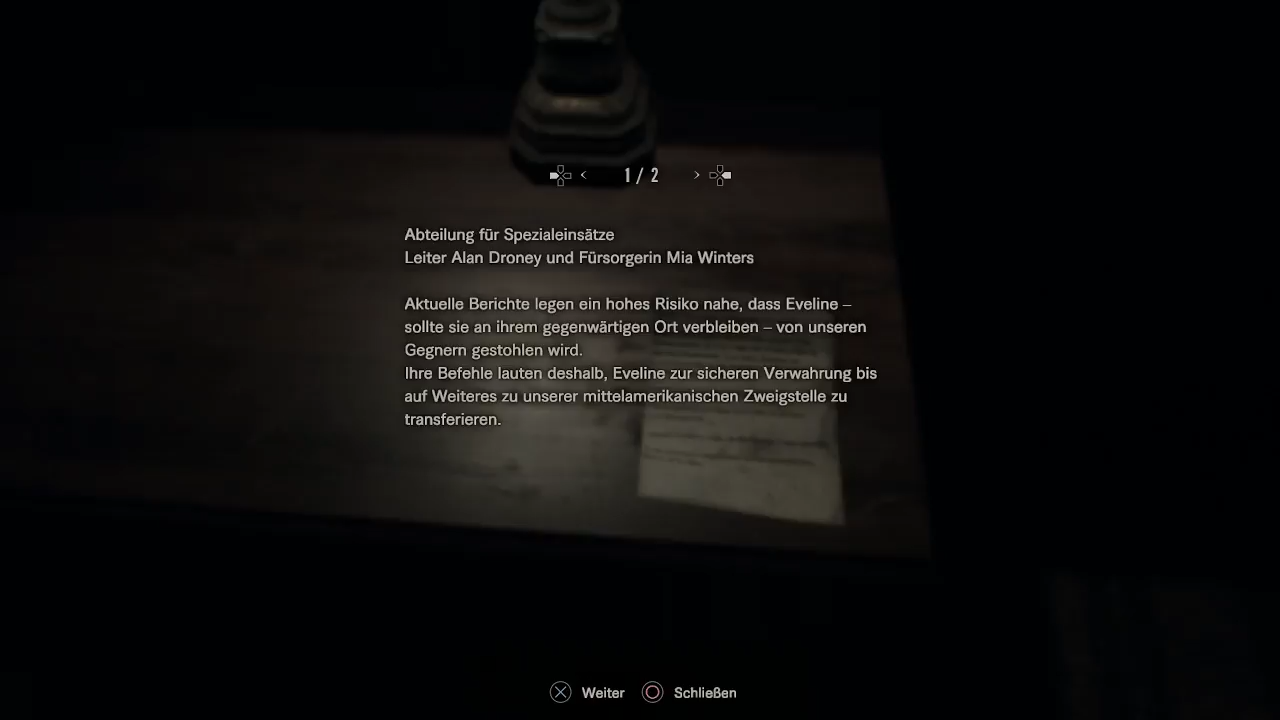 1 / 2
Abteilung für Spezialeinsätze
Leiter Alan Droney und Fürsorgerin Mia Winters
Aktuelle Berichte legen ein hohes Risiko nahe, dass Eveline –
sollte sie an ihrem gegenwärtigen Ort verbleiben – von unseren
Gegnern gestohlen wird.
Ihre Befehle lauten deshalb, Eveline zur sicheren Verwahrung bis
auf Weiteres zu unserer mittelamerikanischen Zweigstelle zu
transferieren.
Weiter Schließen